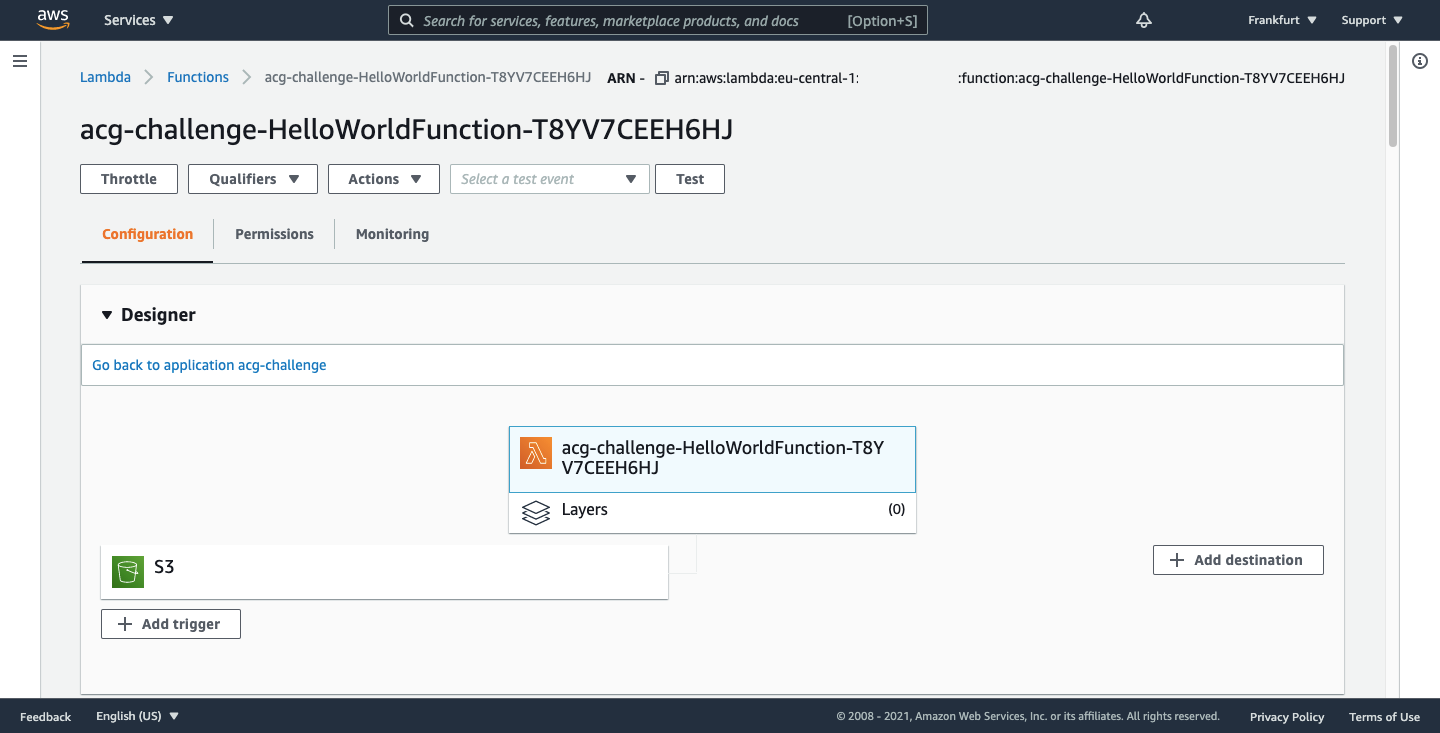 aws Services Search for services, features, marketplace products, and docs [Option+S] Frankfurt Support
Lambda Functions acg-challenge-HelloWorldFunction-T8YV7CEEH6HJ ARN - arn:aws:lambda:eu-central-1: :function:acg-challenge-HelloWorldFunction-T8YV7CEEH6HJ
acg-challenge-HelloWorldFunction-T8YV7CEEH6HJ
Throttle Qualifiers Actions Select a test event Test
Configuration Permissions Monitoring
Designer
Go back to application acg-challenge
acg-challenge-HelloWorldFunction-T8Y
V7CEEH6HJ
Layers (0)
S3
Add destination
Add trigger
Feedback English (US) © 2008 - 2021, Amazon Web Services, Inc. or its affiliates. All rights reserved. Privacy Policy Terms of Use